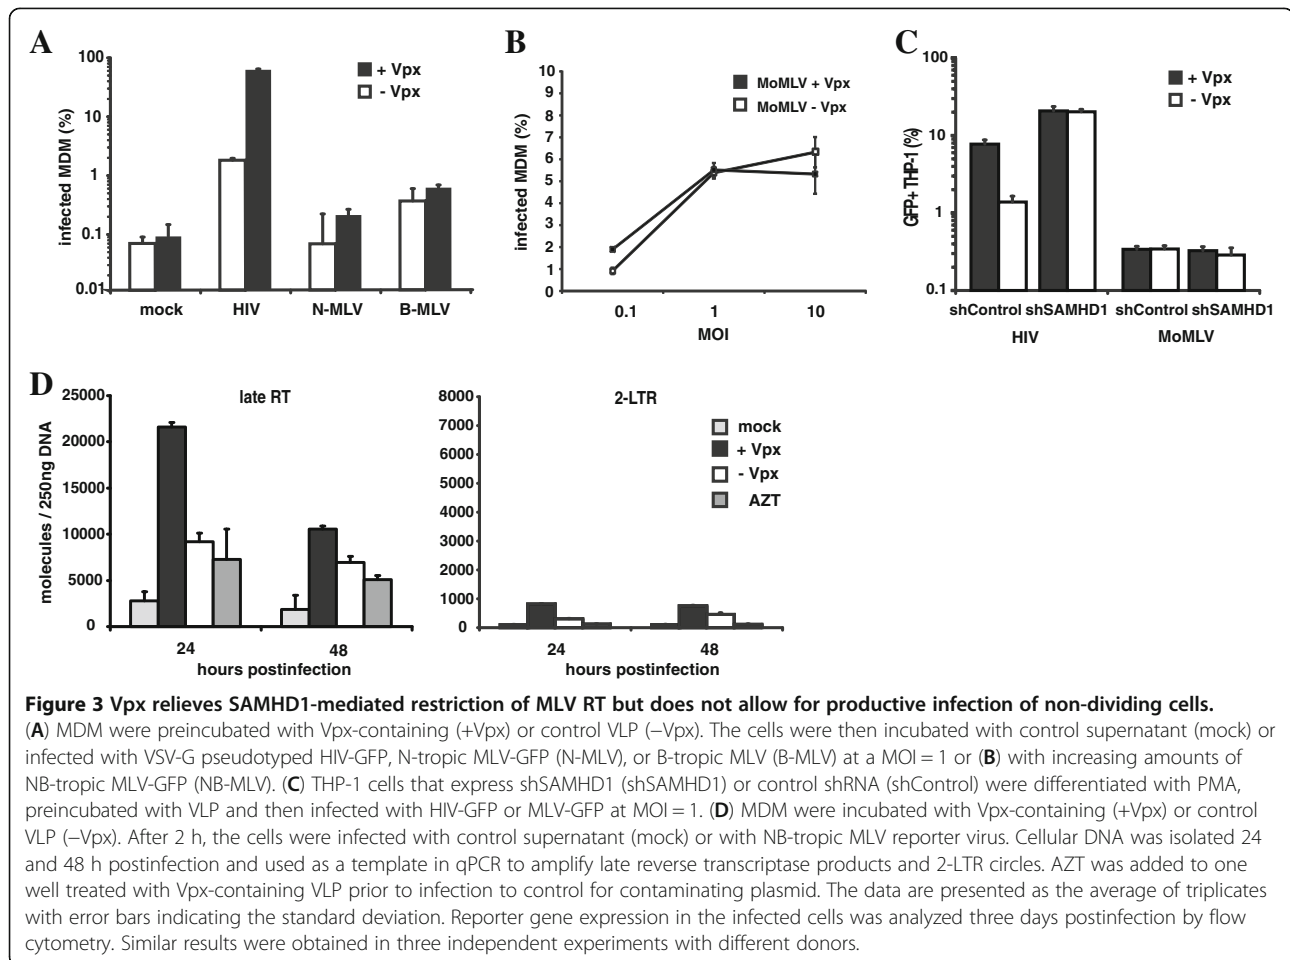 A
100
10
1
0.1
0.01
infected MDM (%)
+ Vpx
- Vpx
mock HIV N-MLV B-MLV
B
10
9
8
7
6
5
4
3
2
1
0
infected MDM (%)
MoMLV + Vpx
MoMLV - Vpx
0.1 1 10
MOI
C
100
10
1
0.1
GFP+ THP-1 (%)
+ Vpx
- Vpx
shControl shSAMHD1 shControl shSAMHD1
HIV MoMLV
D
25000
20000
15000
10000
5000
0
molecules / 250ng DNA
late RT
24 48
hours postinfection
8000
7000
6000
5000
4000
3000
2000
1000
0
2-LTR
mock
+ Vpx
- Vpx
AZT
24 48
hours postinfection
Figure 3 Vpx relieves SAMHD1-mediated restriction of MLV RT but does not allow for productive infection of non-dividing cells.
(A) MDM were preincubated with Vpx-containing (+Vpx) or control VLP (−Vpx). The cells were then incubated with control supernatant (mock) or
infected with VSV-G pseudotyped HIV-GFP, N-tropic MLV-GFP (N-MLV), or B-tropic MLV (B-MLV) at a MOI = 1 or (B) with increasing amounts of
NB-tropic MLV-GFP (NB-MLV). (C) THP-1 cells that express shSAMHD1 (shSAMHD1) or control shRNA (shControl) were differentiated with PMA,
preincubated with VLP and then infected with HIV-GFP or MLV-GFP at MOI = 1. (D) MDM were incubated with Vpx-containing (+Vpx) or control
VLP (−Vpx). After 2 h, the cells were infected with control supernatant (mock) or with NB-tropic MLV reporter virus. Cellular DNA was isolated 24
and 48 h postinfection and used as a template in qPCR to amplify late reverse transcriptase products and 2-LTR circles. AZT was added to one
well treated with Vpx-containing VLP prior to infection to control for contaminating plasmid. The data are presented as the average of triplicates
with error bars indicating the standard deviation. Reporter gene expression in the infected cells was analyzed three days postinfection by flow
cytometry. Similar results were obtained in three independent experiments with different donors.